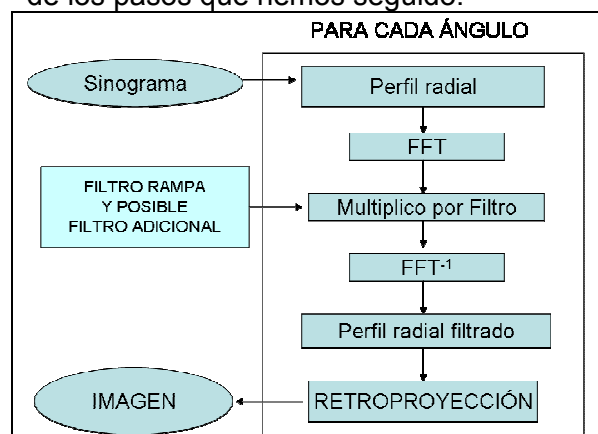 de los pasos que hemos seguido.
PARA CADA ÁNGULO
Sinograma
Perfil radial
FFT
FILTRO RAMPA
Y POSIBLE
FILTRO ADICIONAL
Multiplico por Filtro
FFT-1
Perfil radial filtrado
IMAGEN
RETROPROYECCIÓN